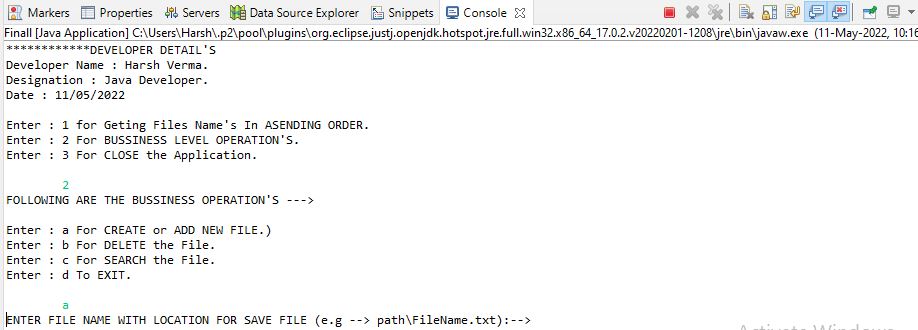 Markers Properties Servers Data Source Explorer Snippets Console
Finall [Java Application] C:\Users\Harsh\.p2\pool\plugins\org.eclipse.justj.openjdk.hotspot.jre.full.win32.x86_64_17.0.2.v20220201-1208\jre\bin\javaw.exe (11-May-2022, 10:16
************DEVELOPER DETAIL'S
Developer Name : Harsh Verma.
Designation : Java Developer.
Date : 11/05/2022
Enter : 1 for Geting Files Name's In ASENDING ORDER.
Enter : 2 For BUSSINESS LEVEL OPERATION'S.
Enter : 3 For CLOSE the Application.
2
FOLLOWING ARE THE BUSSINESS OPERATION'S --->
Enter : a For CREATE or ADD NEW FILE.)
Enter : b For DELETE the File.
Enter : c For SEARCH the File.
Enter : d To EXIT.
a
ENTER FILE NAME WITH LOCATION FOR SAVE FILE (e.g --> path\FileName.txt):-->
Activate Windows